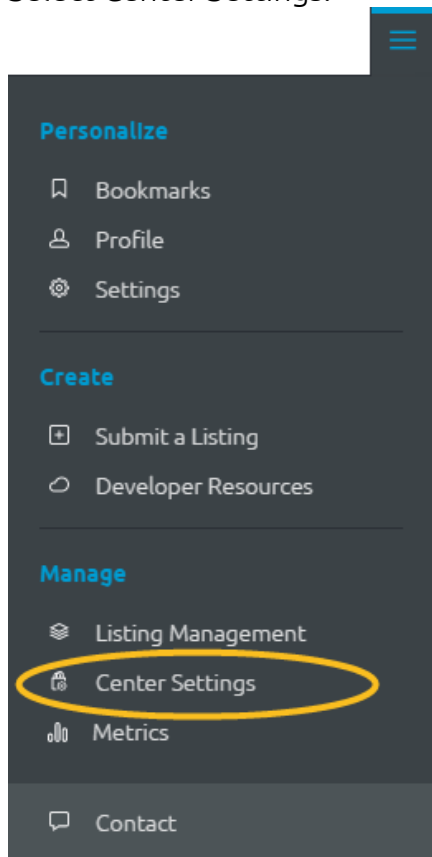 Select Center Settings.
Personalize
Bookmarks
Profile
Settings
Create
Submit a Listing
Developer Resources
Manage
Listing Management
Center Settings
Metrics
Contact